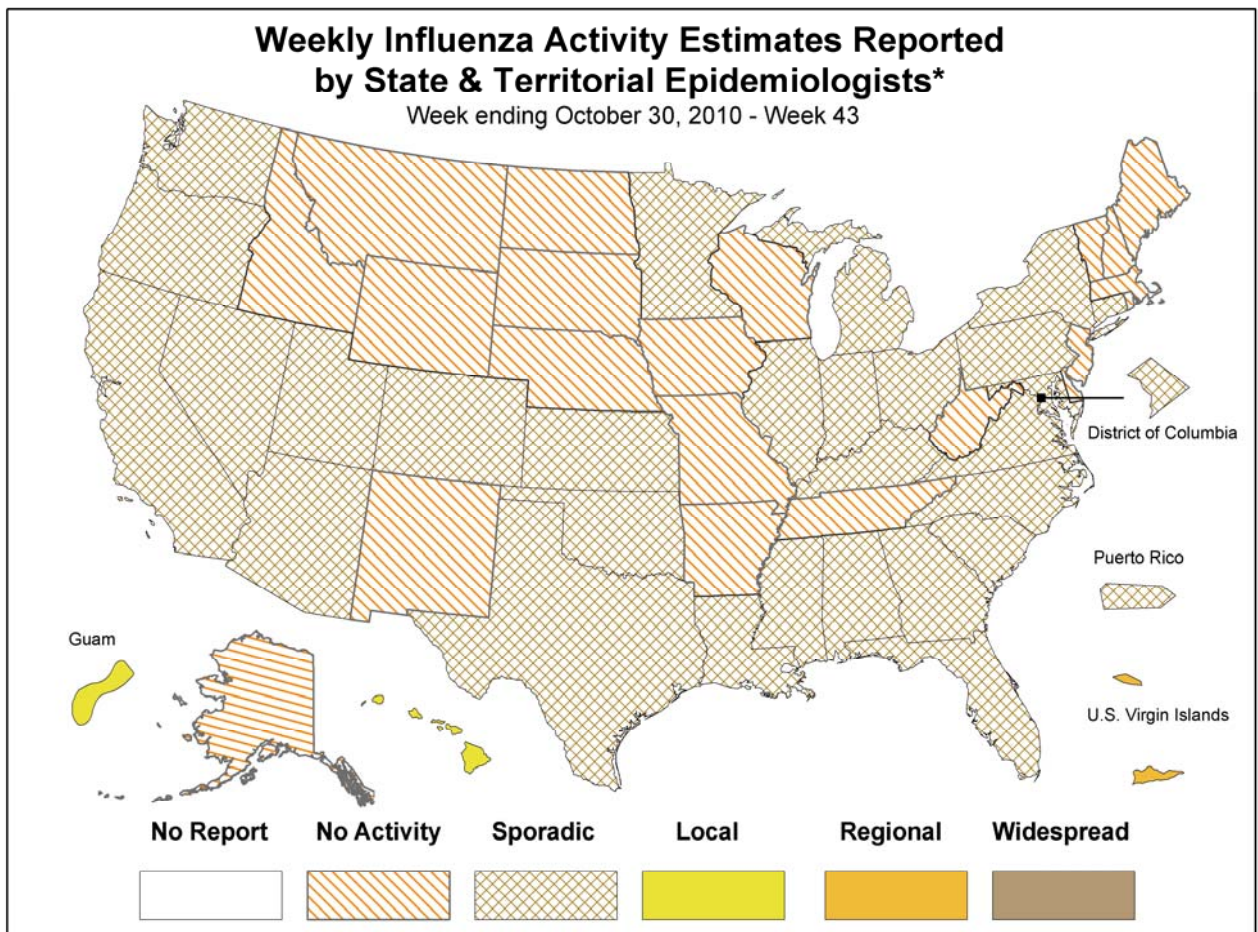 Weekly Influenza Activity Estimates Reported
by State & Territorial Epidemiologists*
Week ending October 30, 2010 - Week 43
District of Columbia
Puerto Rico
Guam
U.S. Virgin Islands
No Report No Activity Sporadic Local Regional Widespread